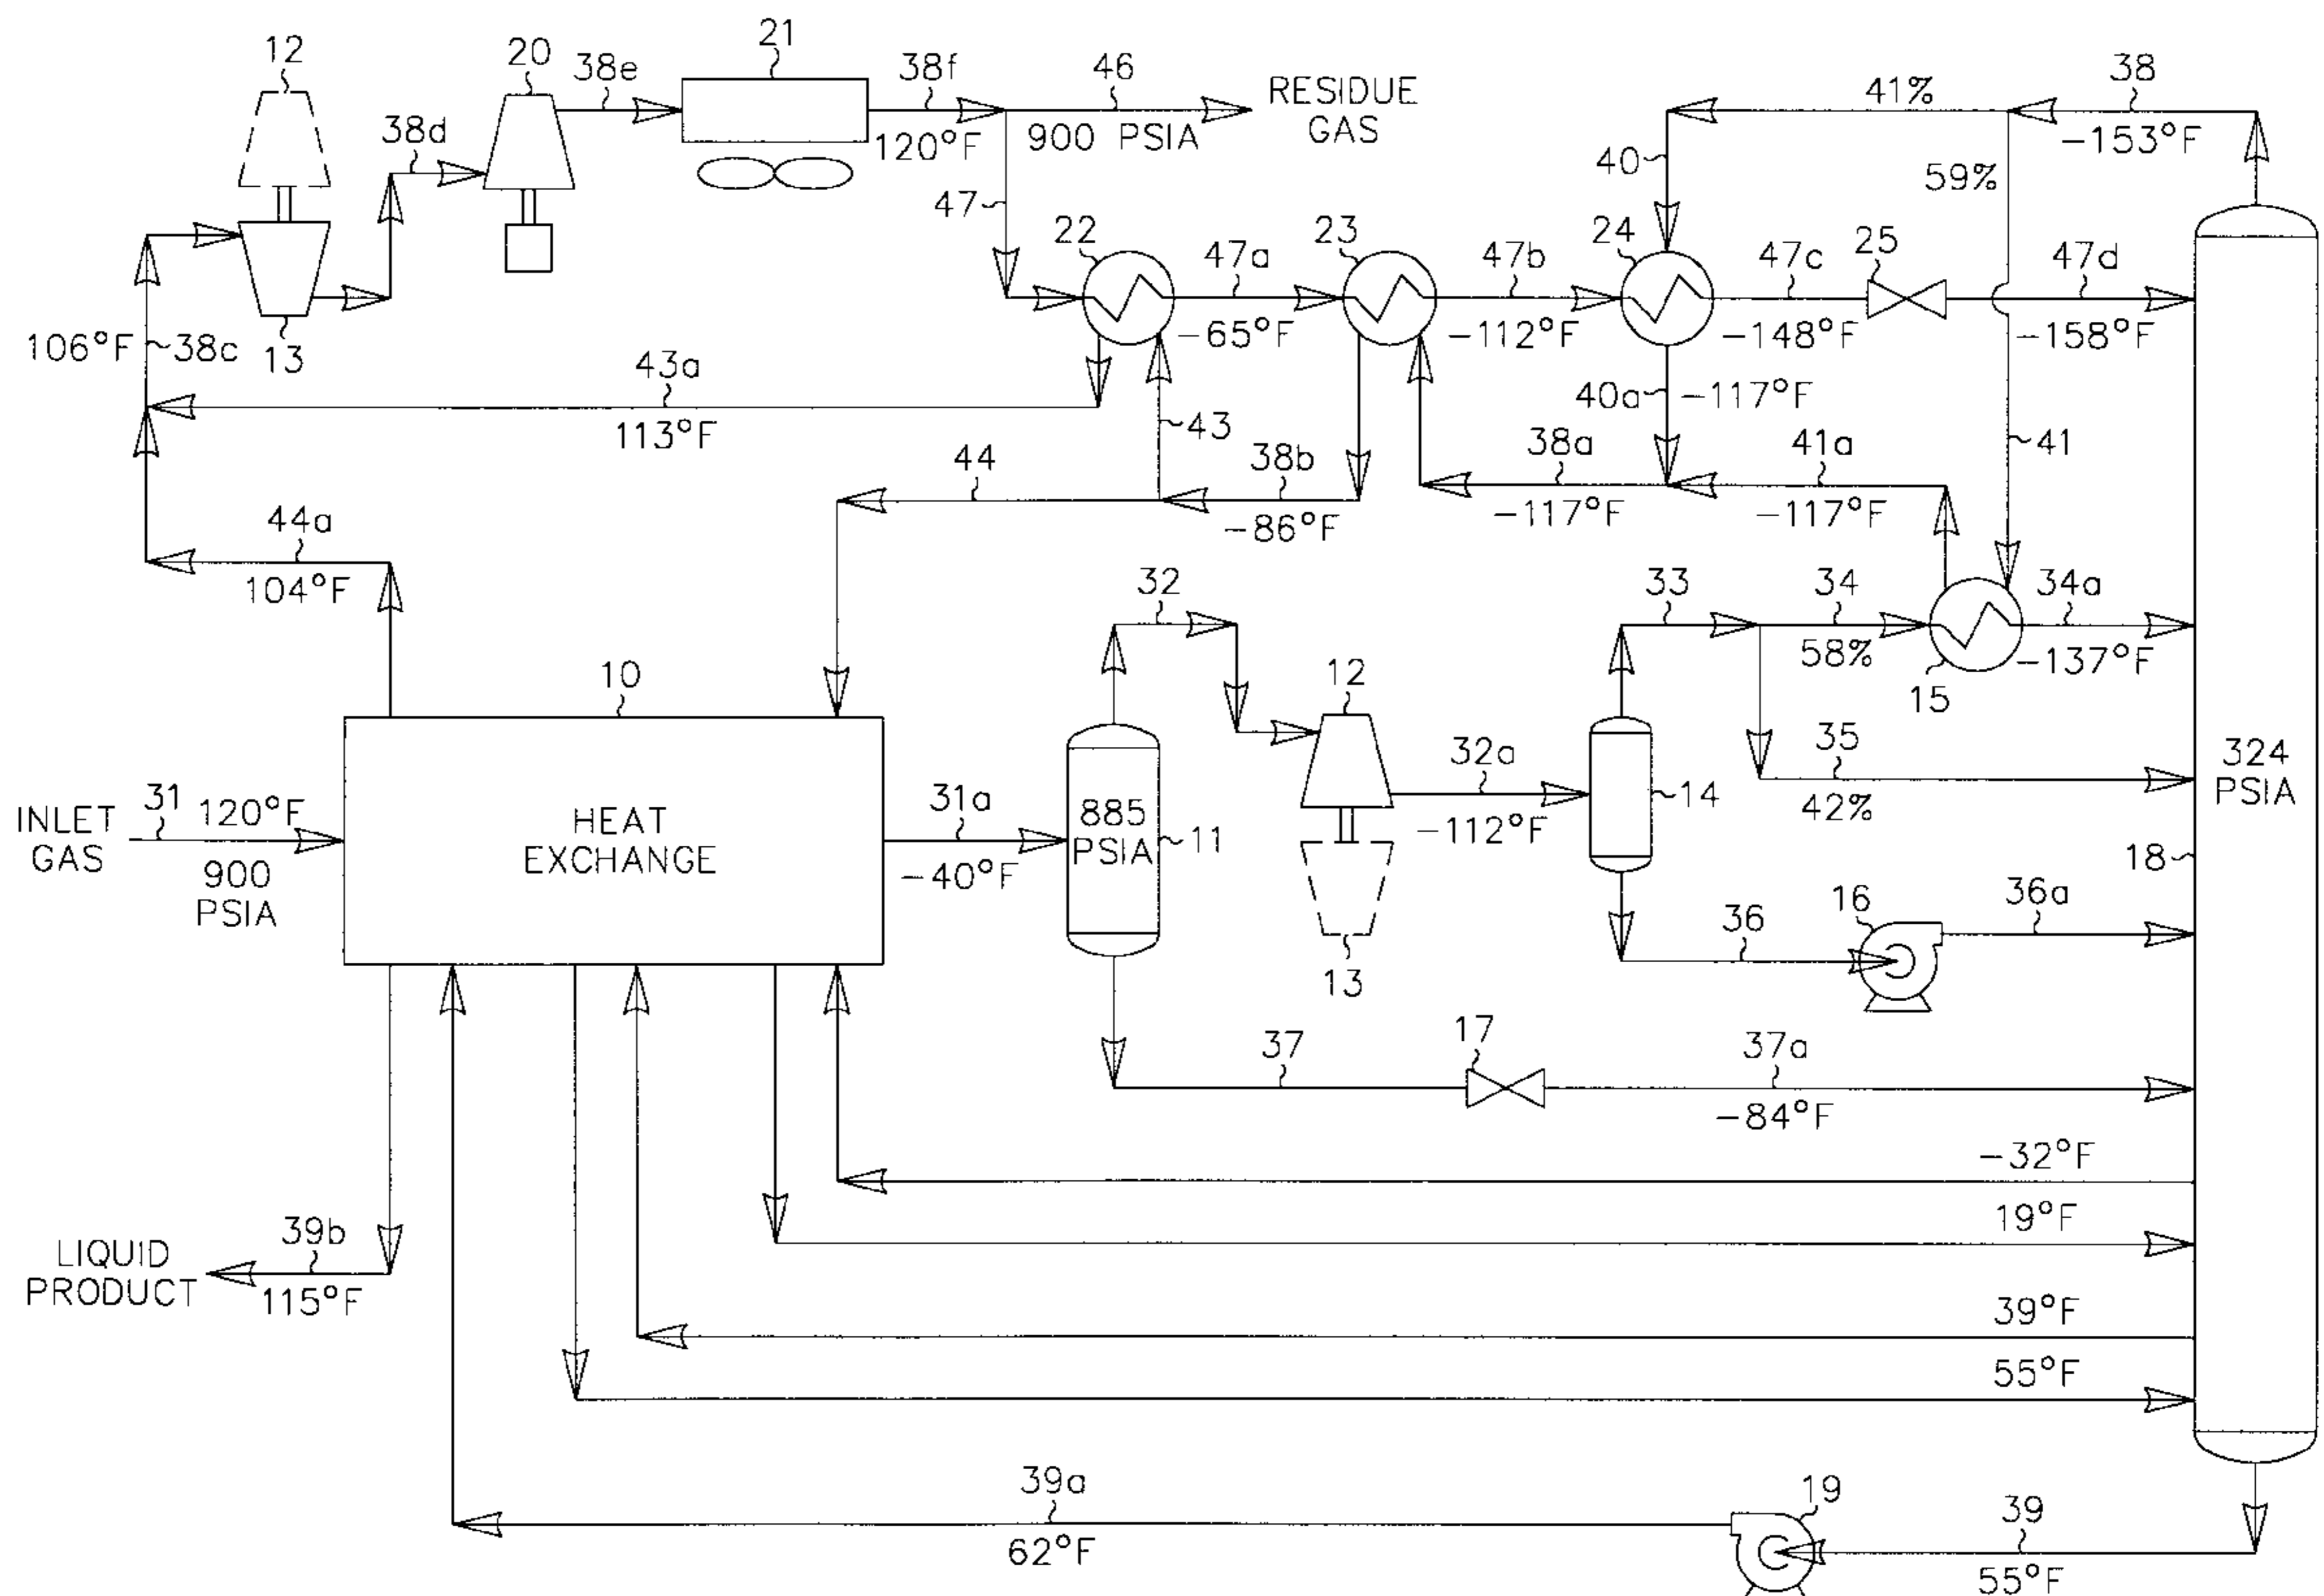 12
20
21
38e
38f
46
RESIDUE
GAS
120°F
900 PSIA
38d
41%
38
-153°F
40
59%
47
22
47a
23
47b
24
47c
25
47d
-65°F
-112°F
-148°F
-158°F
106°F
38c
13
43a
113°F
43
40a
-117°F
41
44
38b
-86°F
38a
-117°F
41a
-117°F
44a
104°F
32
33
34
58%
34a
-137°F
15
10
12
35
42%
324
PSIA
31
120°F
INLET
GAS
900
PSIA
HEAT
EXCHANGE
31a
-40°F
885
PSIA
11
32a
-112°F
14
18
13
16
36
36a
37
17
37a
-84°F
-32°F
19°F
39b
LIQUID
PRODUCT
115°F
39°F
55°F
39a
62°F
19
39
55°F